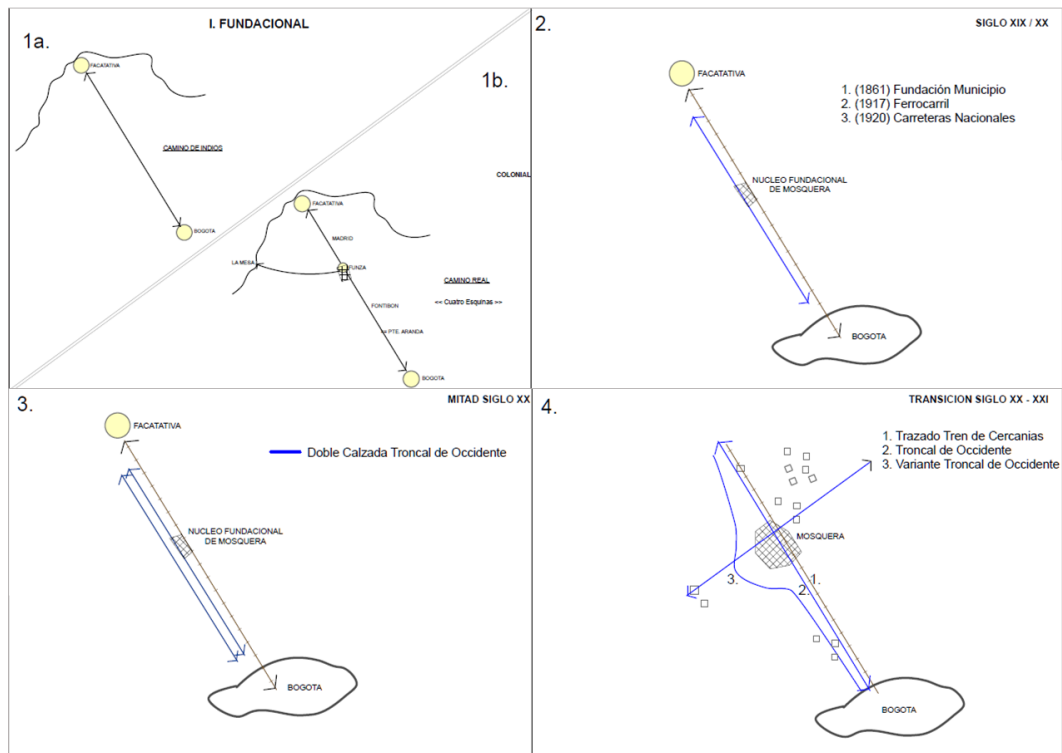 I. FUNDACIONAL
1a.
FACATATIVA
CAMINO DE INDIOS
BOGOTA
1b.
COLONIAL
FACATATIVA
MADRID
LA MESA
FUNZA
CAMINO REAL
<< Cuatro Esquinas >>
FONTIBON
PTE. ARANDA
BOGOTA
2.
SIGLO XIX / XX
FACATATIVA
1. (1861) Fundación Municipio
2. (1917) Ferrocarril
3. (1920) Carreteras Nacionales
NUCLEO FUNDACIONAL
DE MOSQUERA
BOGOTA
3.
MITAD SIGLO XX
FACATATIVA
Doble Calzada Troncal de Occidente
NUCLEO FUNDACIONAL
DE MOSQUERA
BOGOTA
4.
TRANSICION SIGLO XX - XXI
1. Trazado Tren de Cercanias
2. Troncal de Occidente
3. Variante Troncal de Occidente
MOSQUERA
3.
1.
2.
BOGOTA